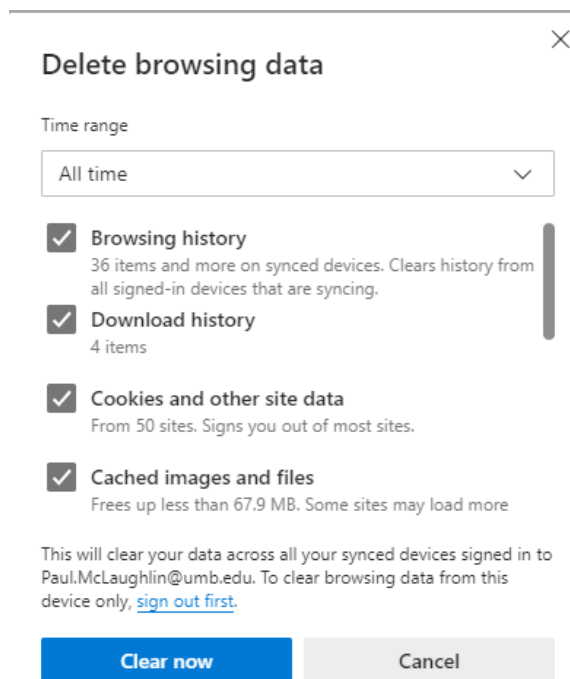 Delete browsing data
Time range
All time
Browsing history
36 items and more on synced devices. Clears history from
all signed-in devices that are syncing.
Download history
4 items
Cookies and other site data
From 50 sites. Signs you out of most sites.
Cached images and files
Frees up less than 67.9 MB. Some sites may load more
This will clear your data across all your synced devices signed in to
Paul.McLaughlin@umb.edu. To clear browsing data from this
device only, sign out first.
Clear now
Cancel